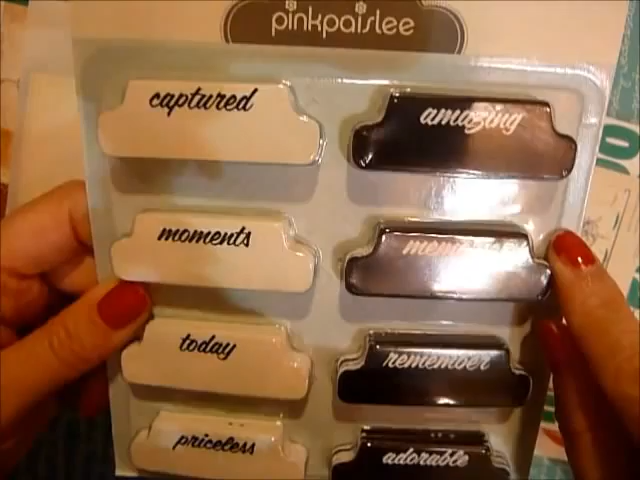 pinkpaislee
captured
amazing
moments
today
remember
priceless
adorable